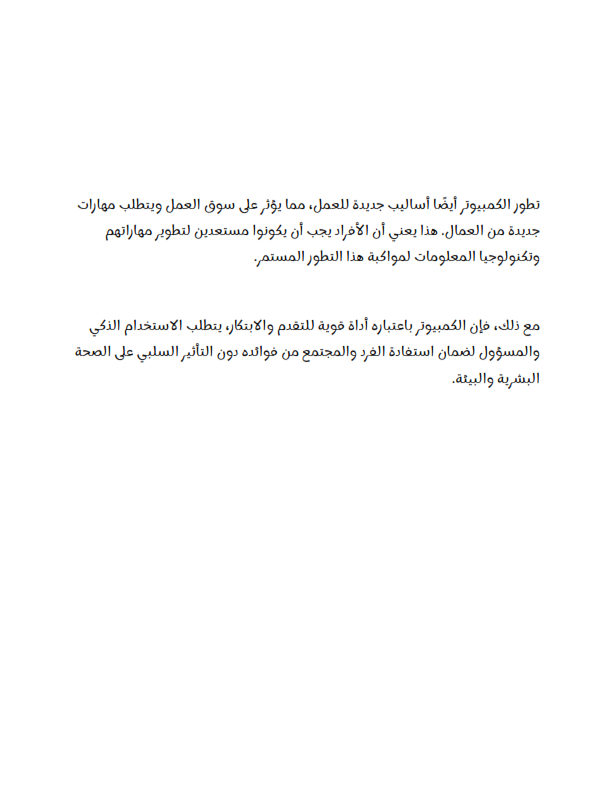 تطور الكمبيوتر أيضًا أساليب جديدة للعمل، مما يؤثر على سوق العمل ويتطلب مهارات
جديدة من العمال. هذا يعني أن الأفراد يجب أن يكونوا مستعدين لتطوير مهاراتهم
وتكنولوجيا المعلومات لمواكبة هذا التطور المستمر.
مع ذلك، فإن الكمبيوتر باعتباره أداة قوية للتقدم والابتكار، يتطلب الاستخدام الذكي
والمسؤول لضمان استفادة الفرد والمجتمع من فوائده دون التأثير السلبي على الصحة
البشرية والبيئة.